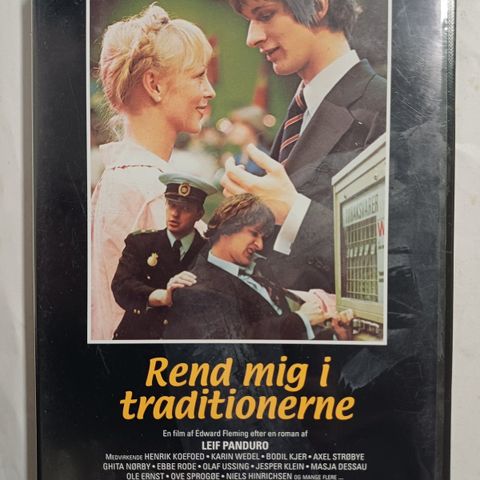 BAKSVARER
Rend mig i
traditionerne
En film af Edward Fleming efter en roman af
LEIF PANDURO
MEDVIRKENDE HENRIK KOEFOED • KARIN WEDEL • BODIL KJER • AXEL STRØBYE
GHITA NØRBY • EBBE RODE • OLAF USSING • JESPER KLEIN • MASJA DESSAU
OLE ERNST • OVE SPROGØE • NIELS HINRICHSEN OG MANGE FLERE ...